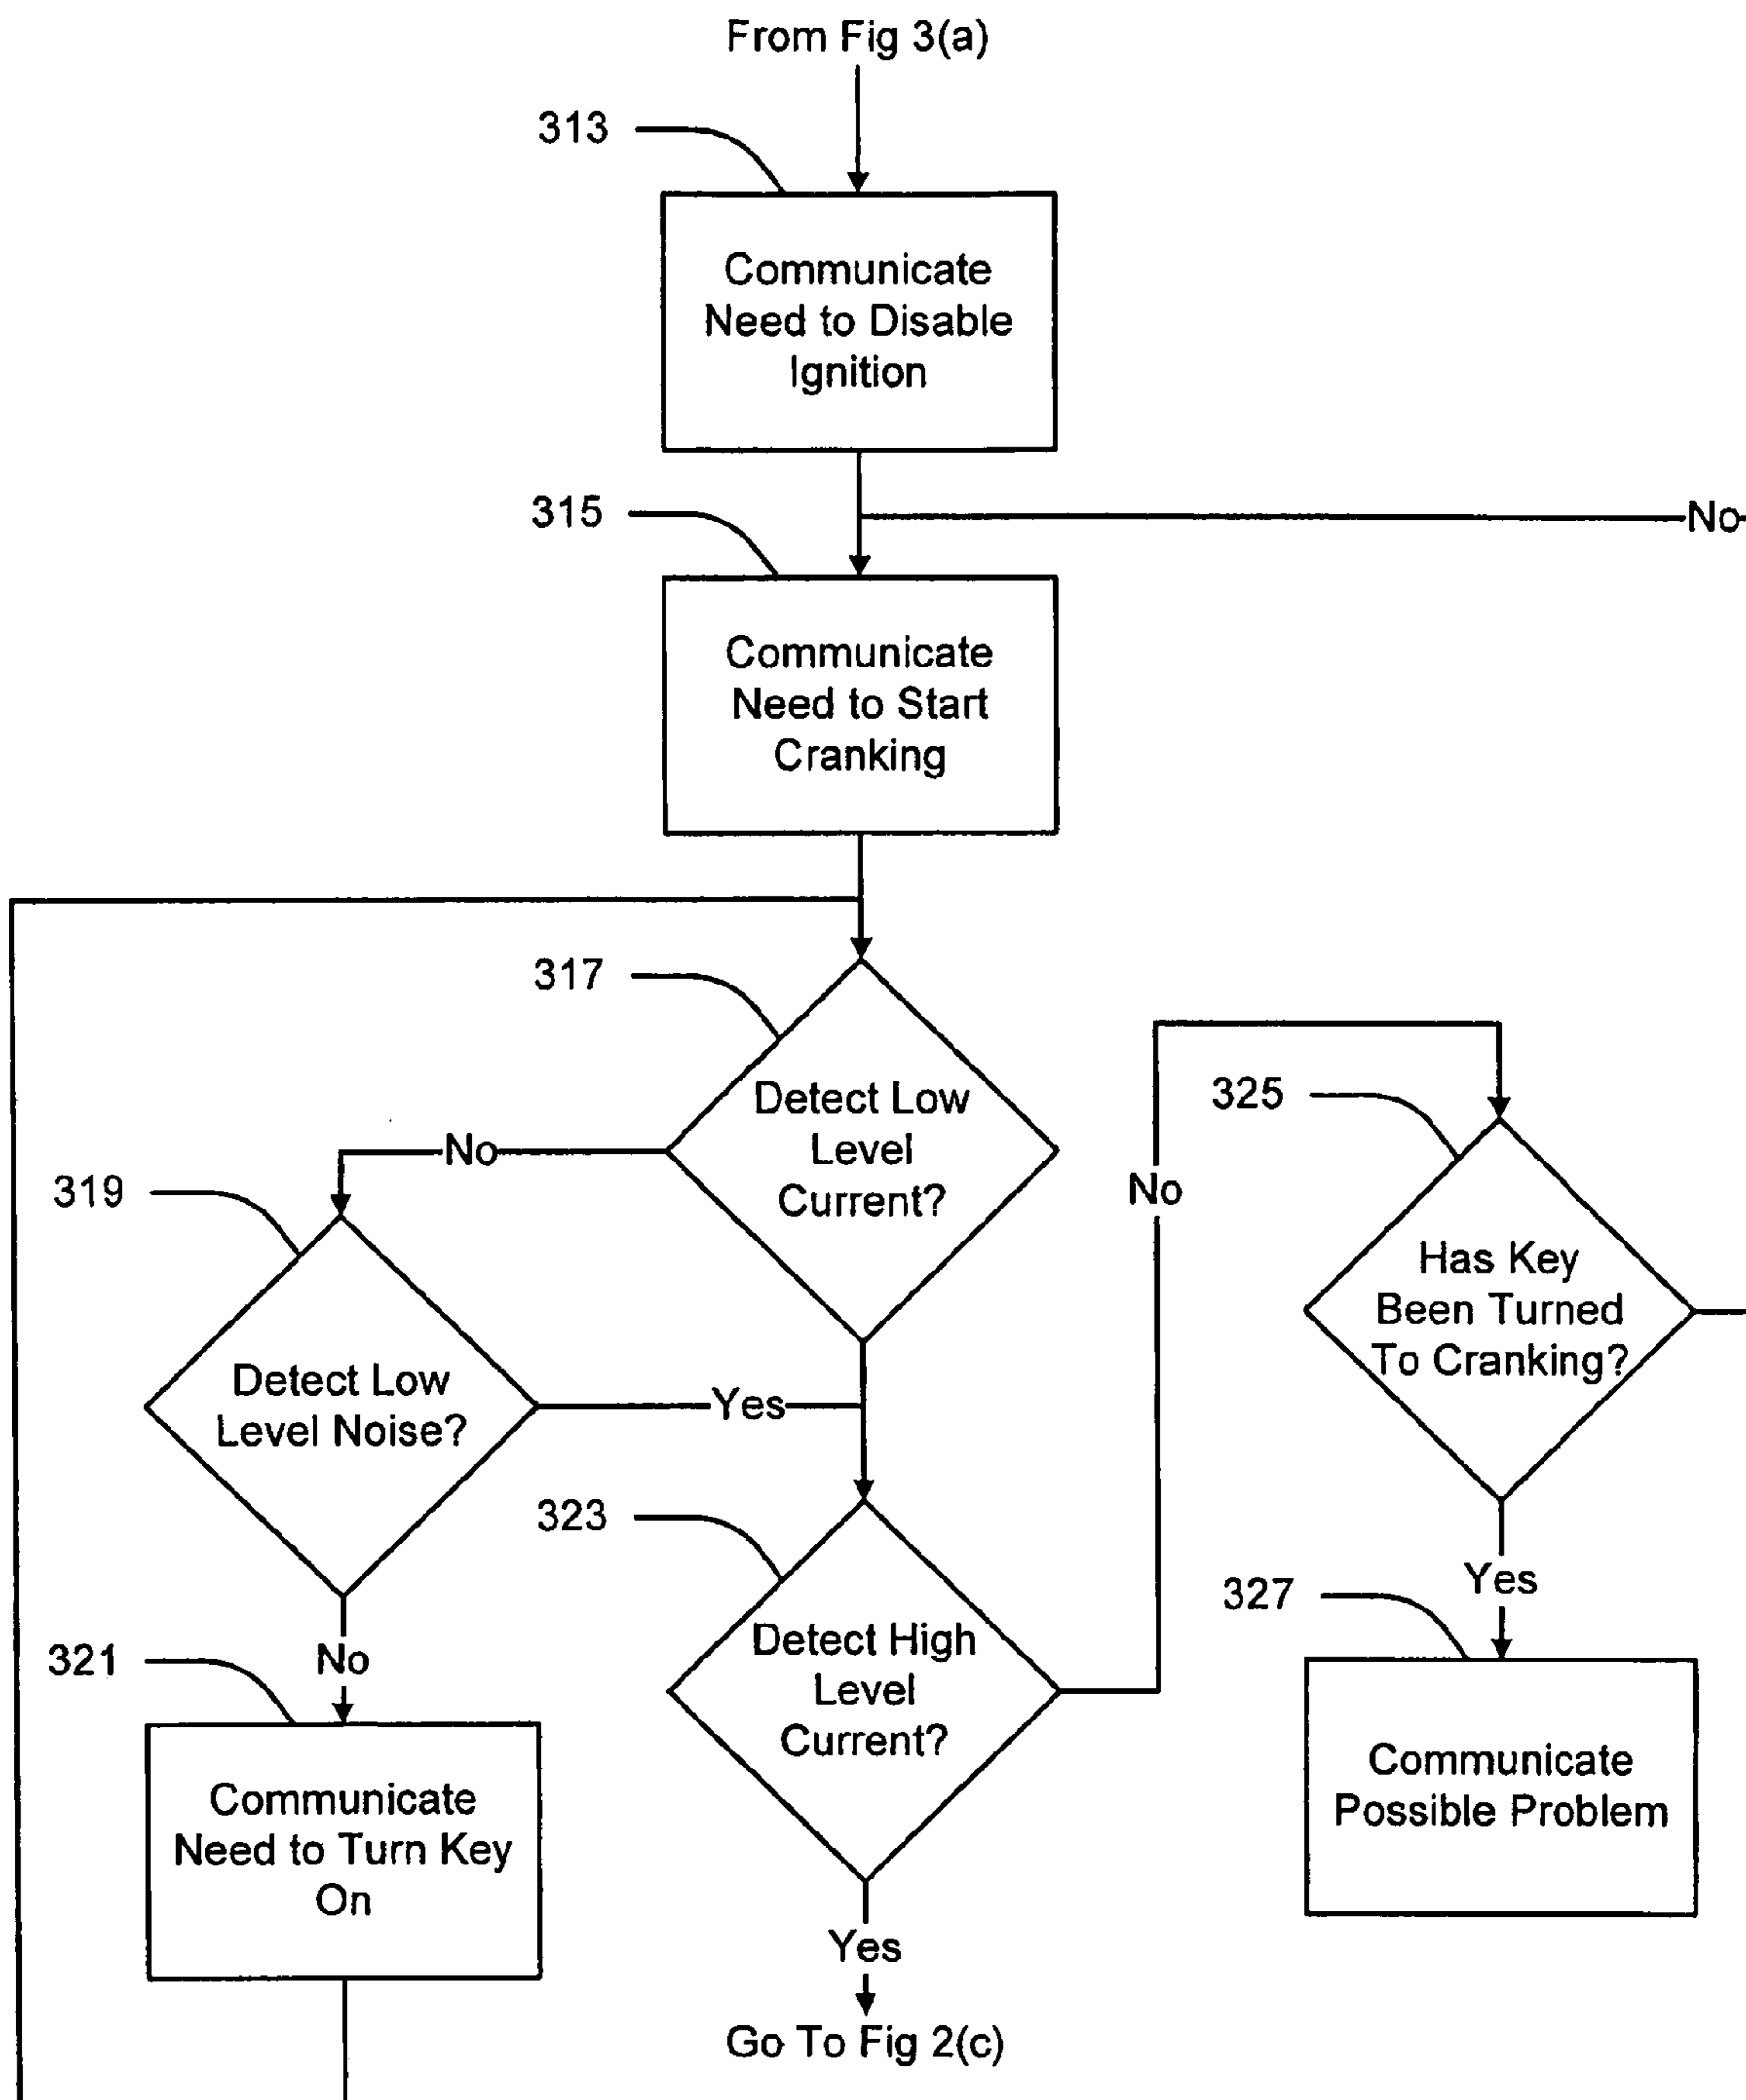 From Fig 3(a)
313
Communicate
Need to Disable
Ignition
315
No
Communicate
Need to Start
Cranking
317
Detect Low
Level
Current?
No
319
Detect Low
Level Noise?
Yes
No
321
Communicate
Need to Turn Key
On
323
Detect High
Level
Current?
No
Yes
Go To Fig 2(c)
325
Has Key
Been Turned
To Cranking?
Yes
327
Communicate
Possible Problem